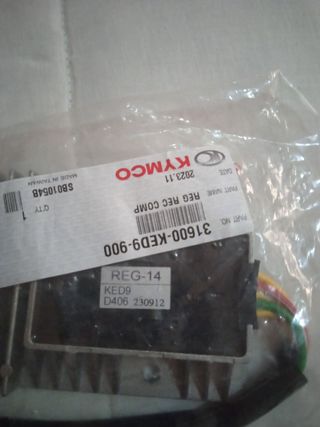 KYMCO
DATE 2023.11
PART NAME REG REC COMP
PART NO. 31600-KED9-900
Q'TY 1
SB01054B
MADE IN TAIWAN
REG-14
KED9
D406 230912